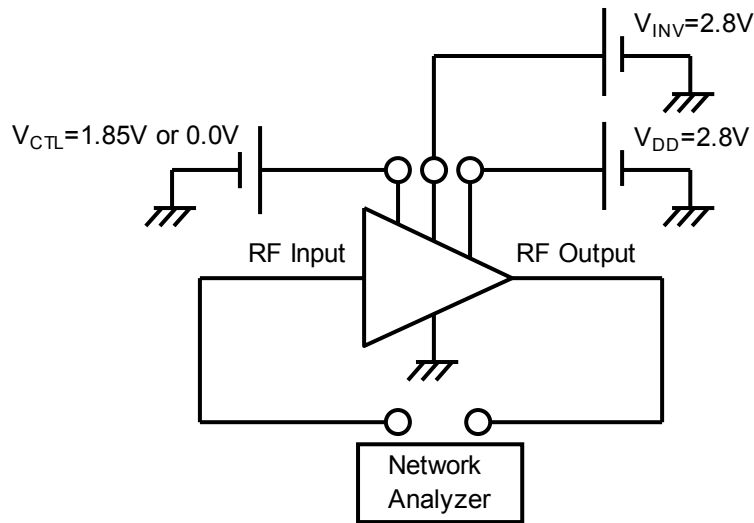 V_INV=2.8V
V_CTL=1.85V or 0.0V
V_DD=2.8V
RF Input
RF Output
Network
Analyzer